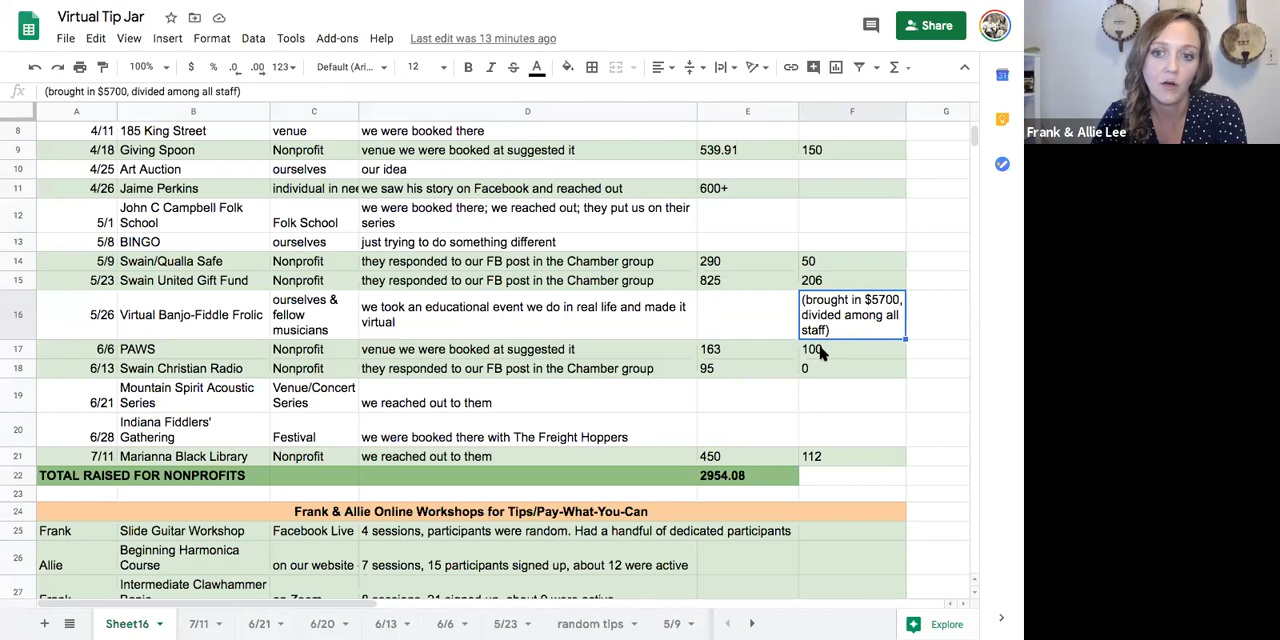 Virtual Tip Jar
File Edit View Insert Format Data Tools Add-ons Help Last edit was 13 minutes ago
Share
100% $ % .0 .00 123 Default (Ari... 12 B I S A
fx (brought in $5700, divided among all staff)
A B C D E F G
8 4/11 185 King Street venue we were booked there
9 4/18 Giving Spoon Nonprofit venue we were booked at suggested it 539.91 150
10 4/25 Art Auction ourselves our idea
11 4/26 Jaime Perkins individual in nee we saw his story on Facebook and reached out 600+
John C Campbell Folk we were booked there; we reached out; they put us on their
12 5/1 School Folk School series
13 5/8 BINGO ourselves just trying to do something different
14 5/9 Swain/Qualla Safe Nonprofit they responded to our FB post in the Chamber group 290 50
15 5/23 Swain United Gift Fund Nonprofit they responded to our FB post in the Chamber group 825 206
ourselves & we took an educational event we do in real life and made it (brought in $5700,
16 5/26 Virtual Banjo-Fiddle Frolic fellow virtual divided among all
musicians staff)
17 6/6 PAWS Nonprofit venue we were booked at suggested it 163 100
18 6/13 Swain Christian Radio Nonprofit they responded to our FB post in the Chamber group 95 0
Mountain Spirit Acoustic Venue/Concert
19 6/21 Series Series we reached out to them
Indiana Fiddlers'
20 6/28 Gathering Festival we were booked there with The Freight Hoppers
21 7/11 Marianna Black Library Nonprofit we reached out to them 450 112
22 TOTAL RAISED FOR NONPROFITS 2954.08
23
24 Frank & Allie Online Workshops for Tips/Pay-What-You-Can
25 Frank Slide Guitar Workshop Facebook Live 4 sessions, participants were random. Had a handful of dedicated participants
Beginning Harmonica
26 Allie Course on our website 7 sessions, 15 participants signed up, about 12 were active
Intermediate Clawhammer
27
Sheet16 7/11 6/21 6/20 6/13 6/6 5/23 random tips 5/9 Explore
31
Frank & Allie Lee